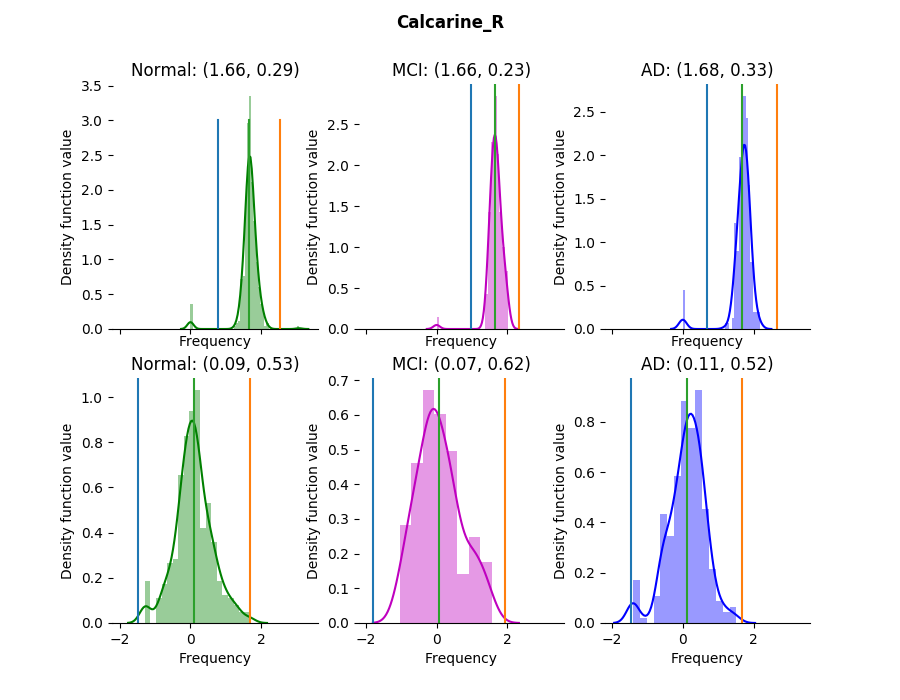 Calcarine_R
Normal: (1.66, 0.29)
MCI: (1.66, 0.23)
AD: (1.68, 0.33)
Density function value
3.5
3.0
2.5
2.0
1.5
1.0
0.5
0.0
Frequency
Density function value
2.5
2.0
1.5
1.0
0.5
0.0
Frequency
Density function value
2.5
2.0
1.5
1.0
0.5
0.0
Frequency
Normal: (0.09, 0.53)
MCI: (0.07, 0.62)
AD: (0.11, 0.52)
Density function value
1.0
0.8
0.6
0.4
0.2
0.0
−2 0 2
Frequency
Density function value
0.7
0.6
0.5
0.4
0.3
0.2
0.1
0.0
−2 0 2
Frequency
Density function value
0.8
0.6
0.4
0.2
0.0
−2 0 2
Frequency